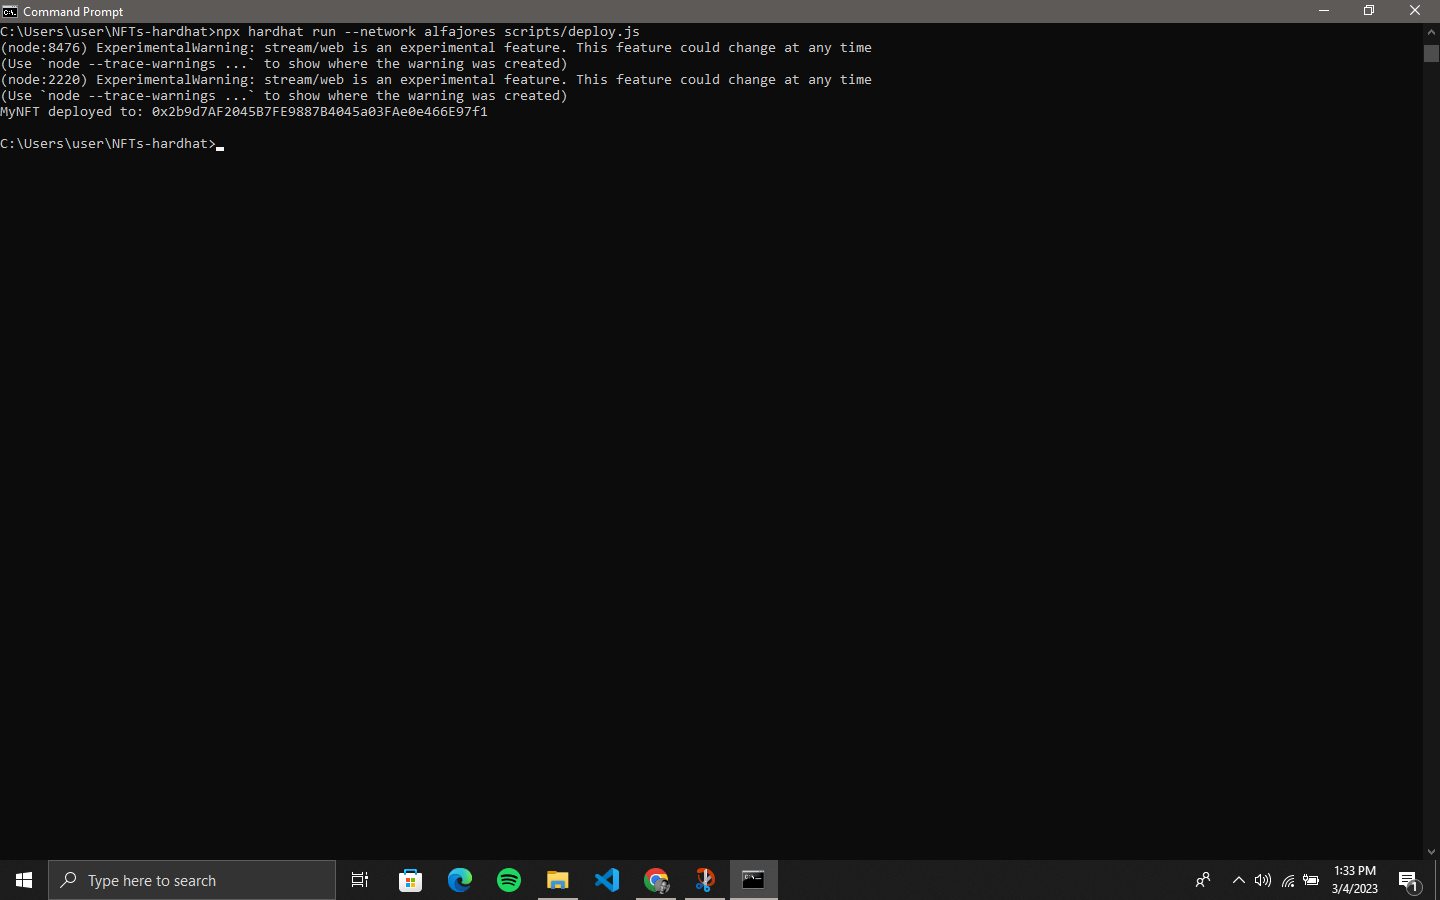 Command Prompt
C:\Users\user\NFTs-hardhat>npx hardhat run --network alfajores scripts/deploy.js
(node:8476) ExperimentalWarning: stream/web is an experimental feature. This feature could change at any time
(Use `node --trace-warnings ...` to show where the warning was created)
(node:2220) ExperimentalWarning: stream/web is an experimental feature. This feature could change at any time
(Use `node --trace-warnings ...` to show where the warning was created)
MyNFT deployed to: 0x2b9d7AF2045B7FE9887B4045a03FAe0e466E97f1
C:\Users\user\NFTs-hardhat>
Type here to search
1:33 PM
3/4/2023
1